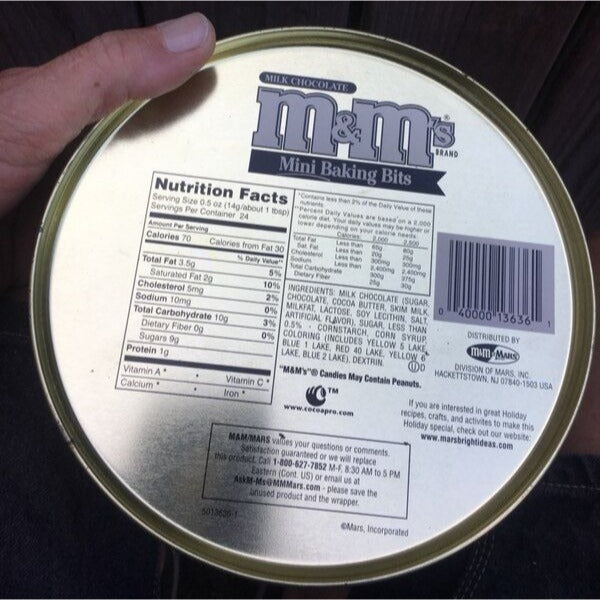 MILK CHOCOLATE
m&m's®
BRAND
Mini Baking Bits
Nutrition Facts
Serving Size 0.5 oz (14g/about 1 tbsp)
Servings Per Container 24
Amount Per Serving
Calories 70 Calories from Fat 30
% Daily Value**
Total Fat 3.5g 5%
Saturated Fat 2g 10%
Cholesterol 5mg 2%
Sodium 10mg 0%
Total Carbohydrate 10g 3%
Dietary Fiber 0g 0%
Sugars 9g
Protein 1g
Vitamin A * • Vitamin C *
Calcium * • Iron *
*Contains less than 2% of the Daily Value of these
nutrients.
**Percent Daily Values are based on a 2,000
calorie diet. Your daily values may be higher or
lower depending on your calorie needs:
Calories: 2,000 2,500
Total Fat Less than 65g 80g
Sat. Fat Less than 20g 25g
Cholesterol Less than 300mg 300mg
Sodium Less than 2,400mg 2,400mg
Total Carbohydrate 300g 375g
Dietary Fiber 25g 30g
INGREDIENTS: MILK CHOCOLATE (SUGAR,
CHOCOLATE, COCOA BUTTER, SKIM MILK,
MILKFAT, LACTOSE, SOY LECITHIN, SALT,
ARTIFICIAL FLAVOR), SUGAR, LESS THAN
0.5% - CORNSTARCH, CORN SYRUP,
COLORING (INCLUDES YELLOW 5 LAKE,
BLUE 1 LAKE, RED 40 LAKE, YELLOW 6
LAKE, BLUE 2 LAKE), DEXTRIN. ⓊD
"M&M's"® Candies May Contain Peanuts.
TM
www.cocoapro.com
0 40000 13636 1
DISTRIBUTED BY
M&M MARS
DIVISION OF MARS, INC.
HACKETTSTOWN, NJ 07840-1503 USA
If you are interested in great Holiday
recipes, crafts, and activites to make this
Holiday special, check out our website:
www.marsbrightideas.com
M&M/MARS values your questions or comments.
Satisfaction guaranteed or we will replace
this product. Call 1-800-627-7852 M-F, 8:30 AM to 5 PM
Eastern (Cont. US) or email us at
AskM-Ms@MMMars.com - please save the
unused product and the wrapper.
5013636-1
©Mars, Incorporated